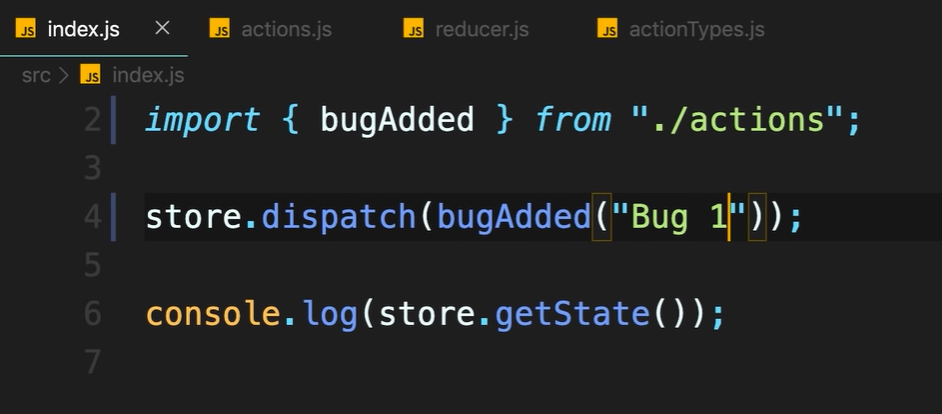 JS index.js × JS actions.js JS reducer.js JS actionTypes.js
src > JS index.js
2 import { bugAdded } from "./actions";
3
4 store.dispatch(bugAdded("Bug 1"));
5
6 console.log(store.getState());
7